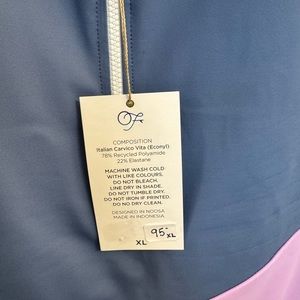 COMPOSITION
Italian Carvico Vita (Econyl)
78% Recycled Polyamide
22% Elastane
MACHINE WASH COLD
WITH LIKE COLOURS.
DO NOT BLEACH.
LINE DRY IN SHADE.
DO NOT TUMBLE DRY.
DO NOT IRON IF PRINTED.
DO NO DRY CLEAN.
DESIGNED IN NOOSA
MADE IN INDONESIA
95 XL
XL